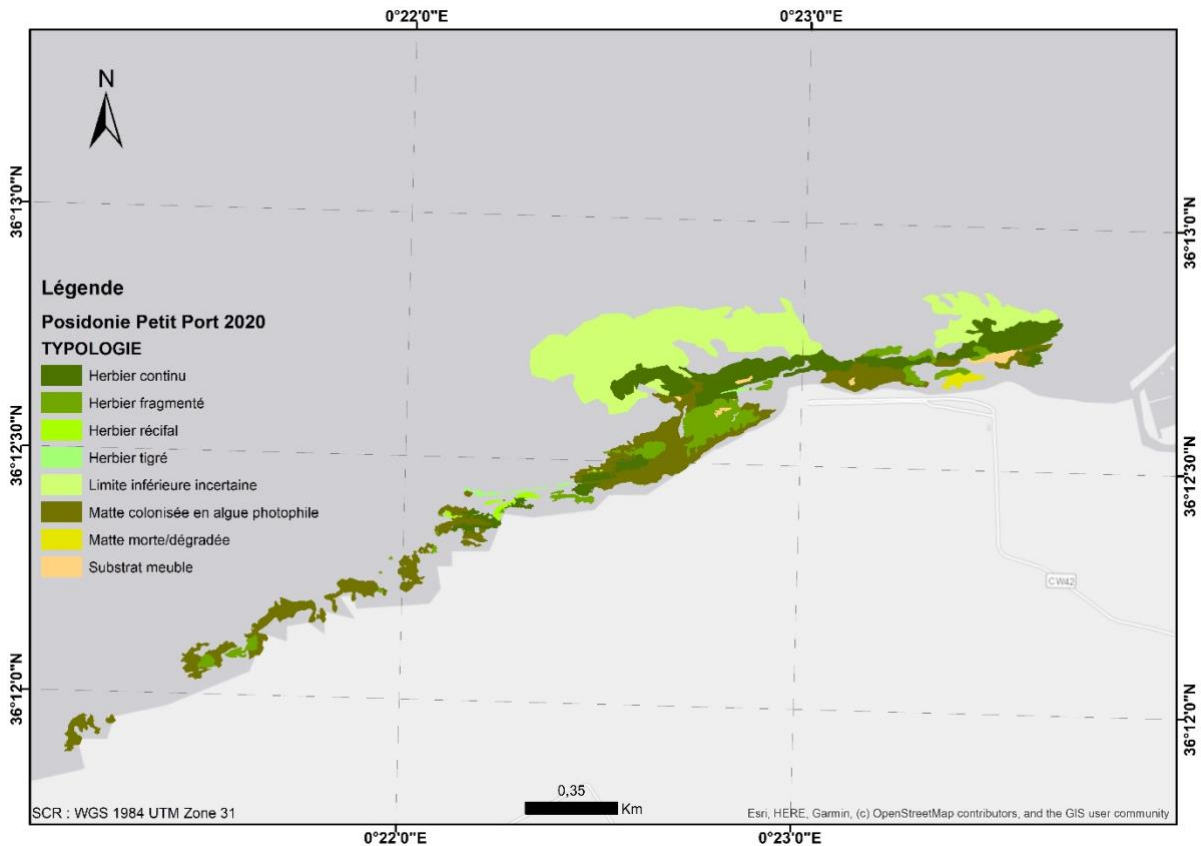 0°22'0"E
0°23'0"E
N
36°13'0"N
36°13'0"N
Légende
Posidonie Petit Port 2020
TYPOLOGIE
Herbier continu
Herbier fragmenté
Herbier récifal
Herbier tigré
Limite inférieure incertaine
Matte colonisée en algue photophile
Matte morte/dégradée
Substrat meuble
36°12'30"N
36°12'30"N
CW42
36°12'0"N
36°12'0"N
0,35
Km
SCR : WGS 1984 UTM Zone 31
Esri, HERE, Garmin, (c) OpenStreetMap contributors, and the GIS user community
0°22'0"E
0°23'0"E